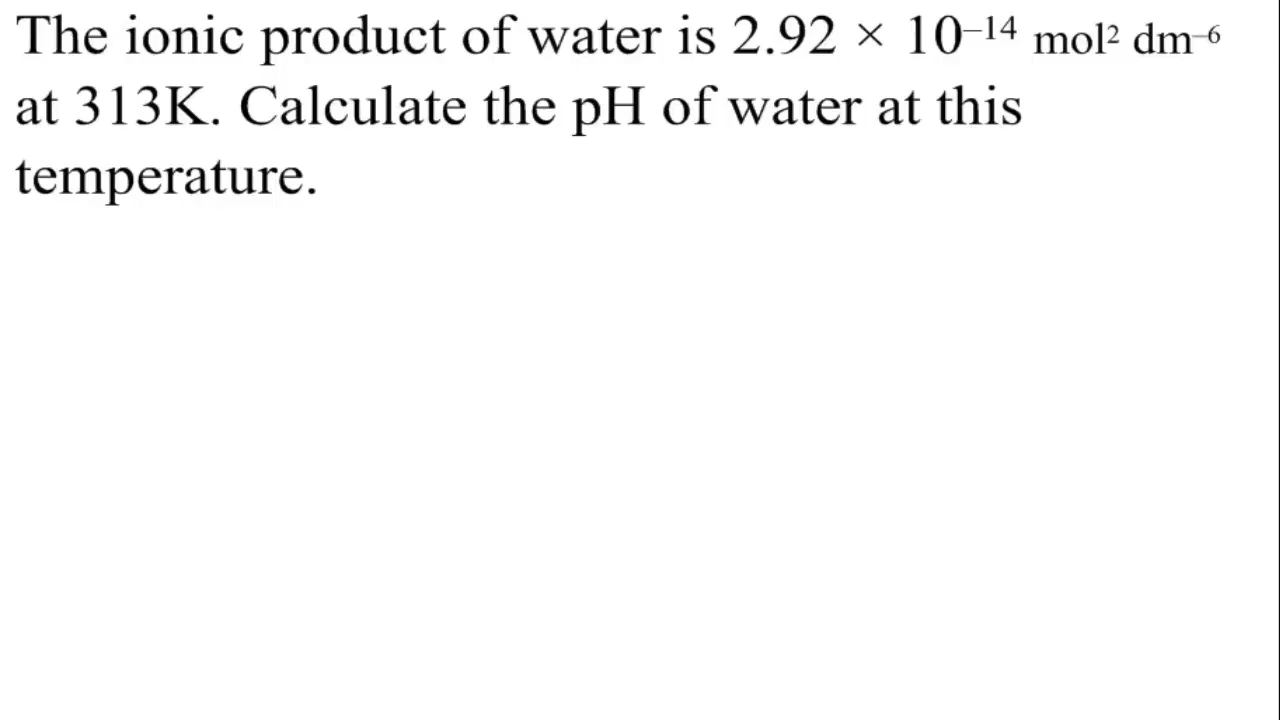 The ionic product of water is 2.92 × 10⁻¹⁴ mol² dm⁻⁶
at 313K. Calculate the pH of water at this
temperature.